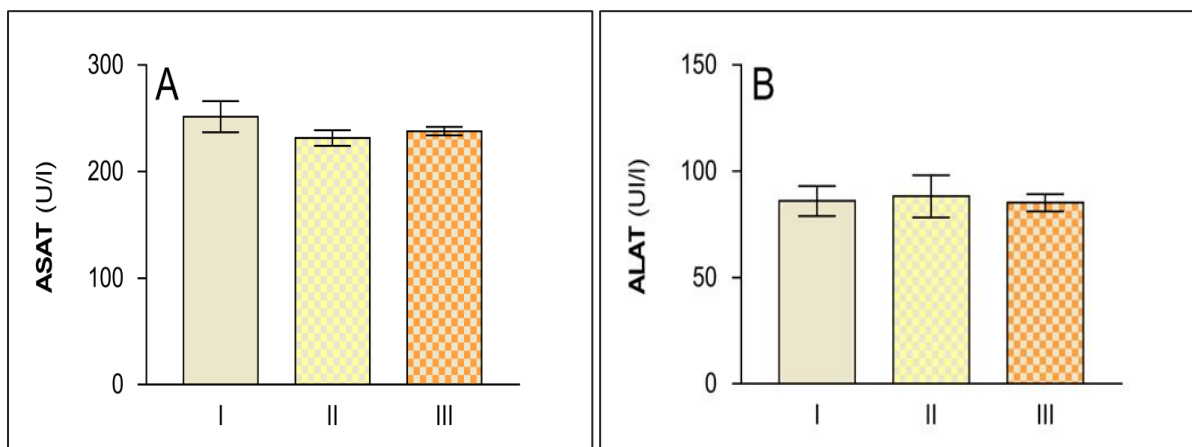 A
300
200
100
0
ASAT (U/l)
I II III
B
150
100
50
0
ALAT (UI/l)
I II III